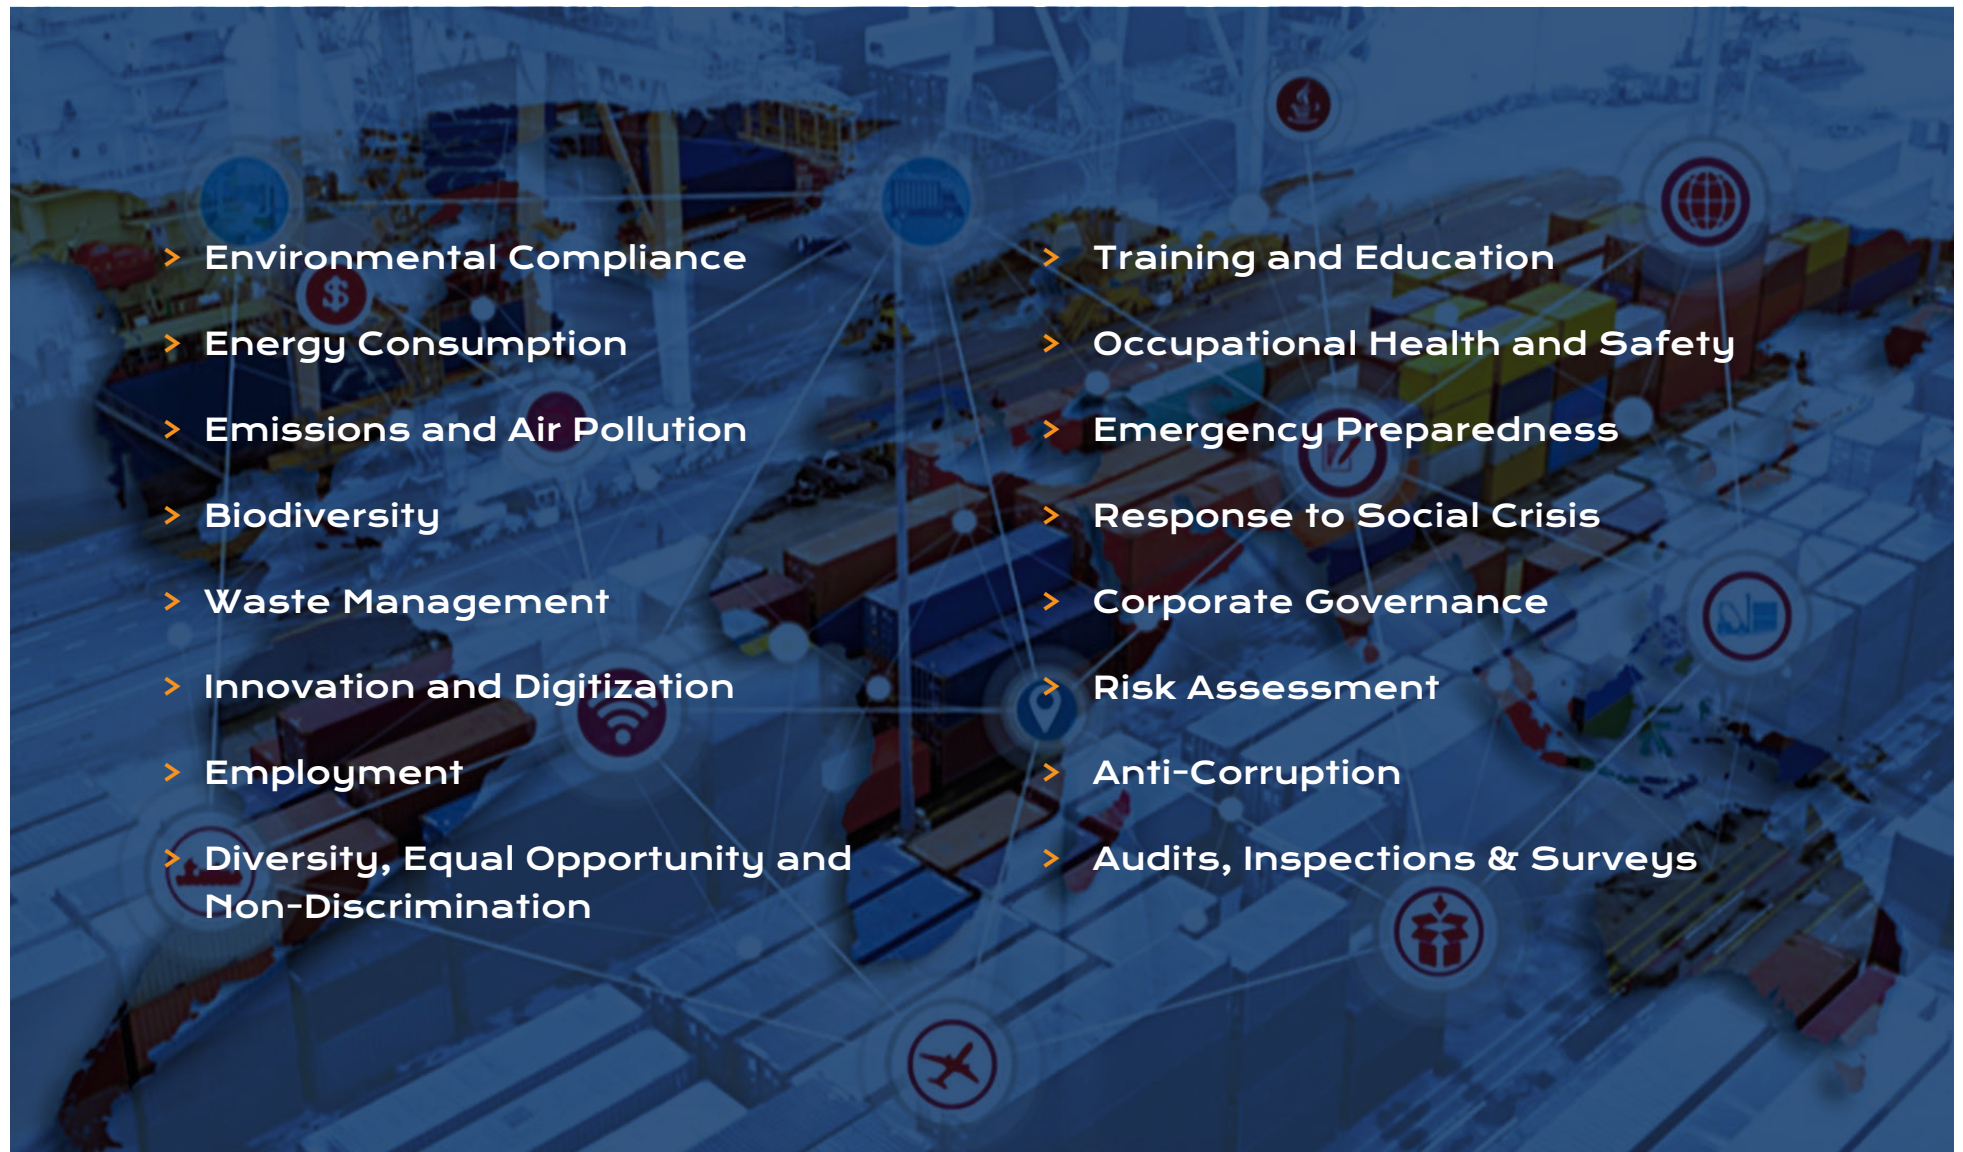 > Environmental Compliance
> Energy Consumption
> Emissions and Air Pollution
> Biodiversity
> Waste Management
> Innovation and Digitization
> Employment
> Diversity, Equal Opportunity and
Non-Discrimination
> Training and Education
> Occupational Health and Safety
> Emergency Preparedness
> Response to Social Crisis
> Corporate Governance
> Risk Assessment
> Anti-Corruption
> Audits, Inspections & Surveys
$